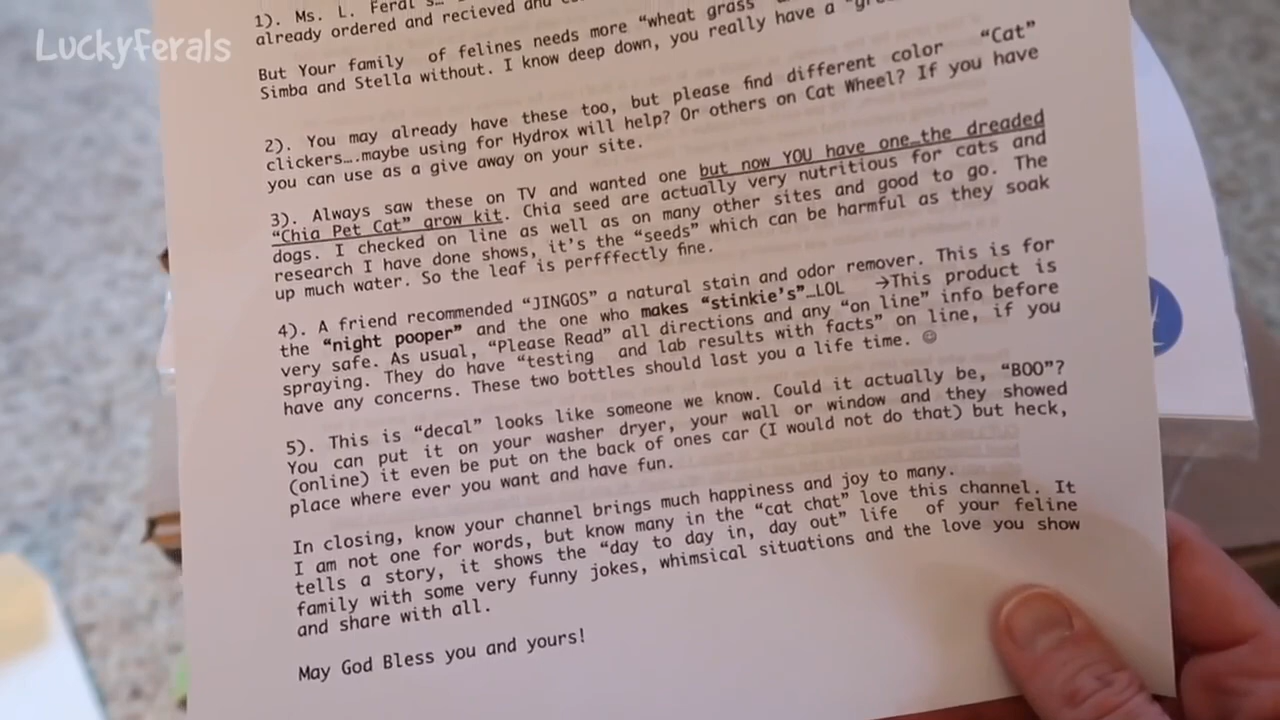 LuckyFerals
1). Ms. L. Feral
already ordered and recieved and
But Your family of felines needs more “wheat grass
Simba and Stella without. I know deep down, you really have a
2). You may already have these too, but please find different color “Cat”
clickers….maybe using for Hydrox will help? Or others on Cat Wheel? If you have
you can use as a give away on your site.
3). Always saw these on TV and wanted one but now YOU have one…the dreaded
“Chia Pet Cat” grow kit. Chia seed are actually very nutritious for cats and
dogs. I checked on line as well as on many other sites and good to go. The
research I have done shows, it’s the “seeds” which can be harmful as they soak
up much water. So the leaf is perfffectly fine.
4). A friend recommended “JINGOS” a natural stain and odor remover. This is for
the “night pooper” and the one who makes “stinkie’s”…LOL →This product is
very safe. As usual, “Please Read” all directions and any “on line” info before
spraying. They do have “testing and lab results with facts” on line, if you
have any concerns. These two bottles should last you a life time. ☺
5). This is “decal” looks like someone we know. Could it actually be, “BOO”?
You can put it on your washer dryer, your wall or window and they showed
(online) it even be put on the back of ones car (I would not do that) but heck,
place where ever you want and have fun.
In closing, know your channel brings much happiness and joy to many.
I am not one for words, but know many in the “cat chat” love this channel. It
tells a story, it shows the “day to day in, day out” life of your feline
family with some very funny jokes, whimsical situations and the love you show
and share with all.
May God Bless you and yours!